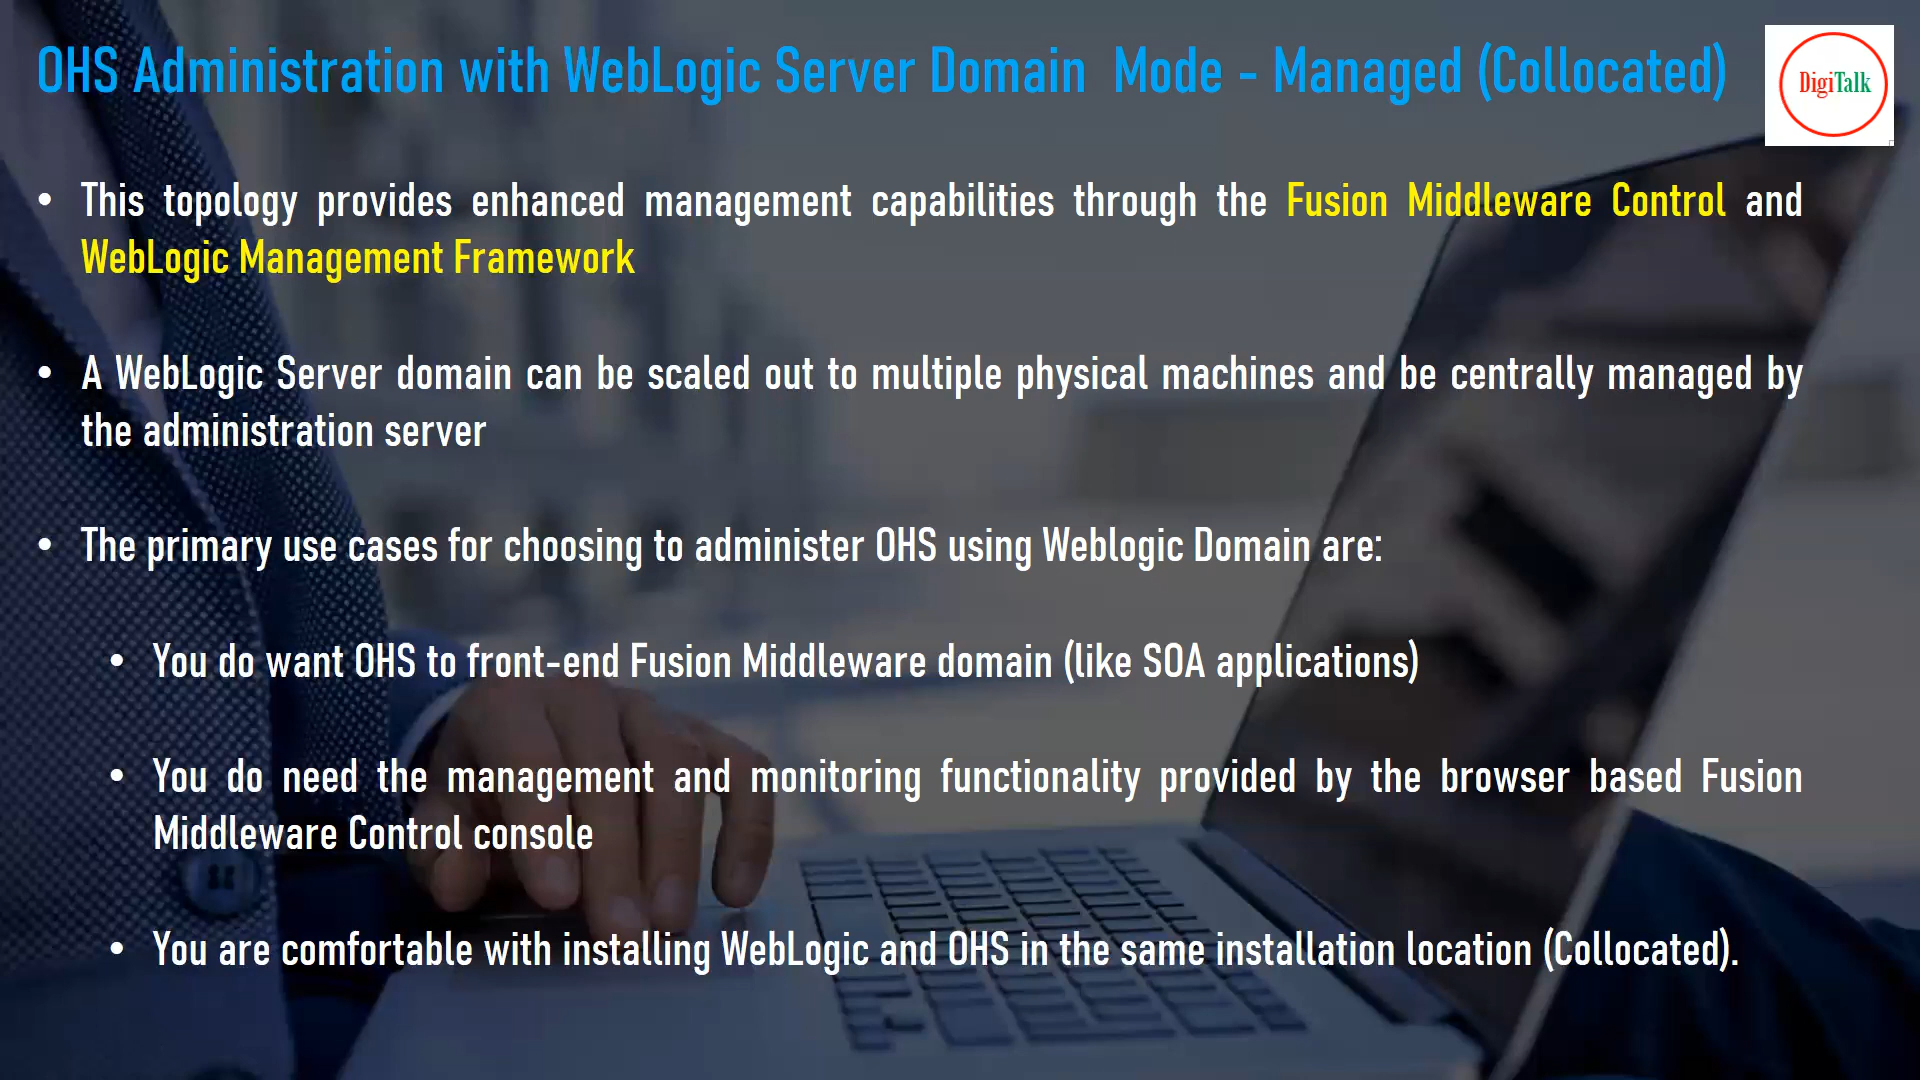 OHS Administration with WebLogic Server Domain Mode - Managed (Collocated)
DigiTalk
• This topology provides enhanced management capabilities through the Fusion Middleware Control and
WebLogic Management Framework
• A WebLogic Server domain can be scaled out to multiple physical machines and be centrally managed by
the administration server
• The primary use cases for choosing to administer OHS using Weblogic Domain are:
• You do want OHS to front-end Fusion Middleware domain (like SOA applications)
• You do need the management and monitoring functionality provided by the browser based Fusion
Middleware Control console
• You are comfortable with installing WebLogic and OHS in the same installation location (Collocated).